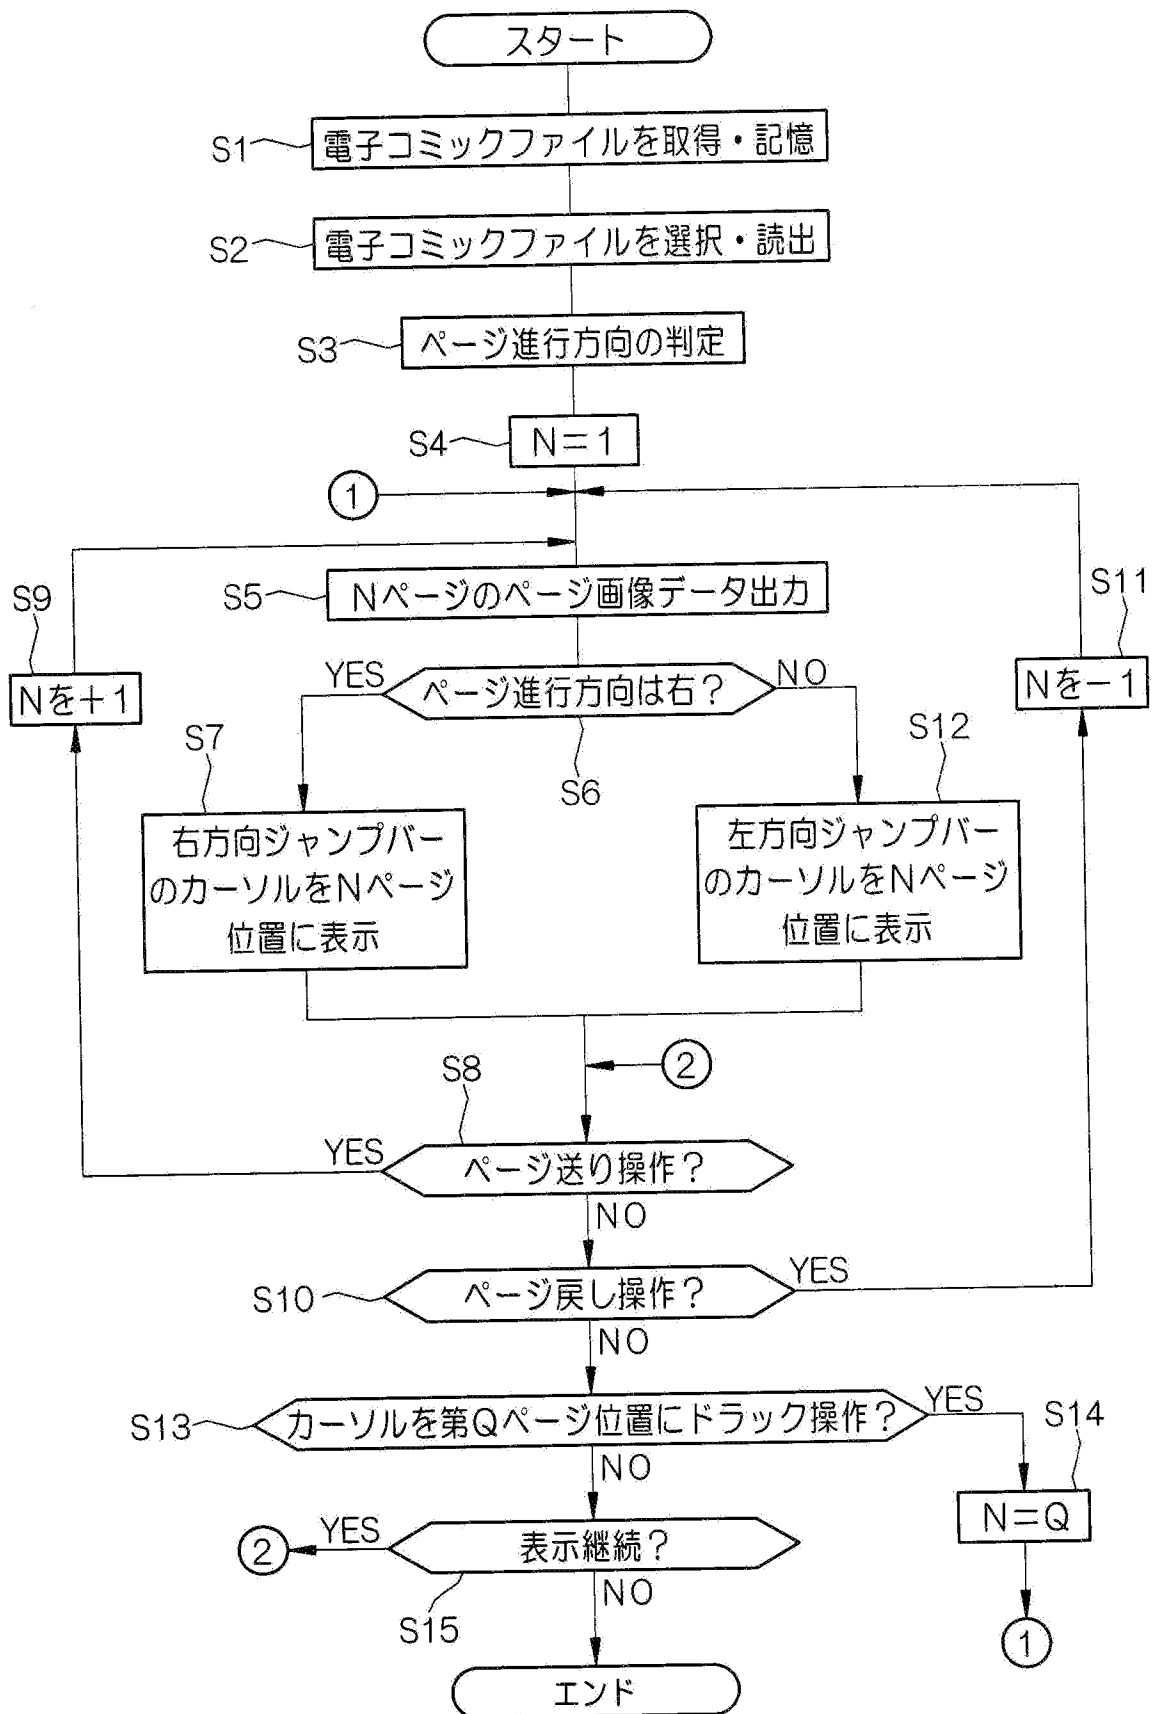 スタート
S1
電子コミックファイルを取得・記憶
S2
電子コミックファイルを選択・読出
S3
ページ進行方向の判定
S4
N=1
1
S9
S5
Nページのページ画像データ出力
S11
Nを+1
YES
ページ進行方向は右?
NO
Nを-1
S7
S6
S12
右方向ジャンプバー
のカーソルをNページ
位置に表示
左方向ジャンプバー
のカーソルをNページ
位置に表示
S8
2
YES
ページ送り操作?
NO
S10
ページ戻し操作?
YES
NO
S13
カーソルを第Qページ位置にドラック操作?
YES
S14
NO
N=Q
2
YES
表示継続?
S15
NO
1
エンド